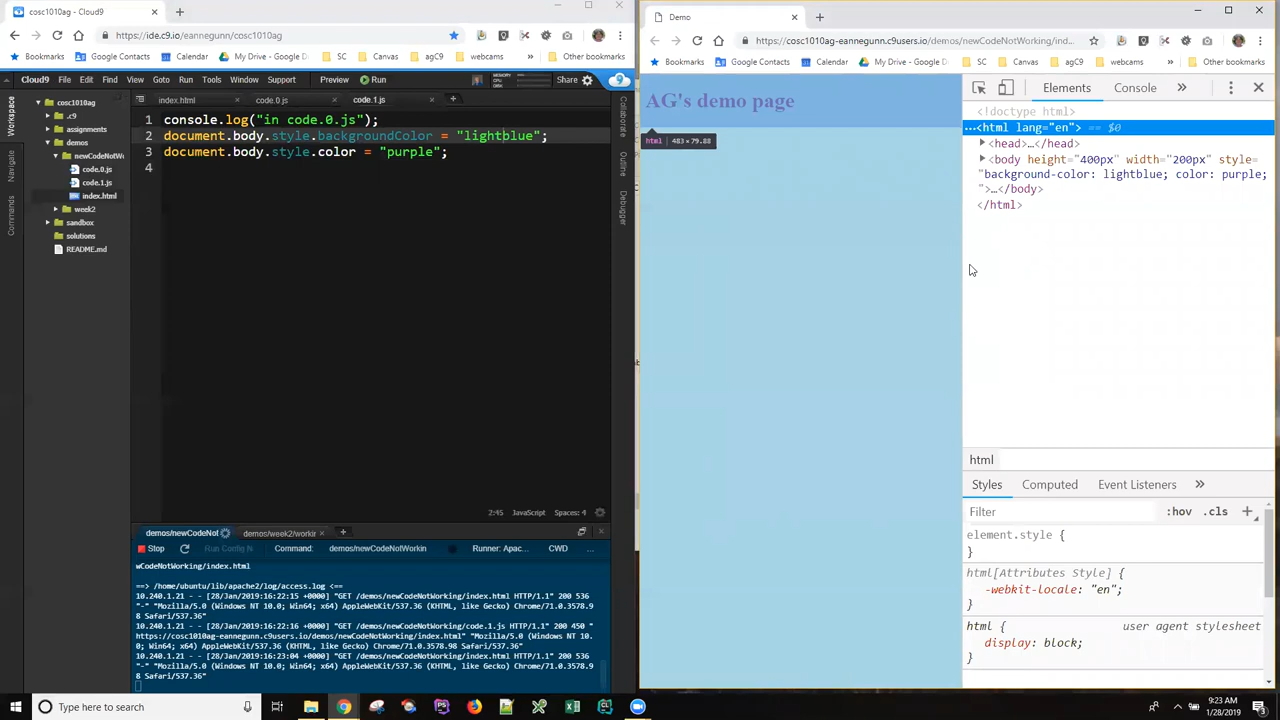 cosc1010ag - Cloud9
https://ide.c9.io/eannegunn/cosc1010ag
Bookmarks Google Contacts Calendar My Drive - Google Dr SC Canvas agC9 webcams Other bookmarks
Cloud9 File Edit Find View Goto Run Tools Window Support Preview Run MEMORY Share
index.html code.0.js code.1.js
Workspace
Navigate
Commands
cosc1010ag
.c9
assignments
demos
newCodeNotW
code.0.js
code.1.js
index.html
week2
sandbox
solutions
README.md
1 console.log("in code.0.js");
2 document.body.style.backgroundColor = "lightblue";
3 document.body.style.color = "purple";
4
Collaborate
Outline
Debugger
2:45 JavaScript Spaces: 4
demos/newCodeNot demos/week2/workir
Stop Run Config N Command: demos/newCodeNotWorkin Runner: Apac... CWD ...
wCodeNotWorking/index.html
==> /home/ubuntu/lib/apache2/log/access.log <==
10.240.1.21 - - [28/Jan/2019:16:22:15 +0000] "GET /demos/newCodeNotWorking/index.html HTTP/1.1" 200 506
"-" "Mozilla/5.0 (Windows NT 10.0; Win64; x64) AppleWebKit/537.36 (KHTML, like Gecko) Chrome/71.0.3578.9
8 Safari/537.36"
10.240.1.21 - - [28/Jan/2019:16:22:16 +0000] "GET /demos/newCodeNotWorking/code.1.js HTTP/1.1" 200 450 "
https://cosc1010ag-eannegunn.c9users.io/demos/newCodeNotWorking/index.html" "Mozilla/5.0 (Windows NT 10.
0; Win64; x64) AppleWebKit/537.36 (KHTML, like Gecko) Chrome/71.0.3578.98 Safari/537.36"
10.240.1.21 - - [28/Jan/2019:16:23:04 +0000] "GET /demos/newCodeNotWorking/index.html HTTP/1.1" 200 506
"-" "Mozilla/5.0 (Windows NT 10.0; Win64; x64) AppleWebKit/537.36 (KHTML, like Gecko) Chrome/71.0.3578.9
8 Safari/537.36"
Demo
https://cosc1010ag-eannegunn.c9users.io/demos/newCodeNotWorking/ind...
Bookmarks Google Contacts Calendar My Drive - Google Dr SC Canvas agC9 webcams Other bookmarks
AG's demo page
html 483 × 79.88
Elements Console »
<!doctype html>
...<html lang="en"> == $0
<head>...</head>
<body height="400px" width="200px" style=
"background-color: lightblue; color: purple;
">...</body>
</html>
html
Styles Computed Event Listeners »
Filter :hov .cls +
element.style {
}
html[Attributes Style] {
-webkit-locale: "en";
}
html { user agent stylesheet
display: block;
}
Type here to search
9:23 AM
1/28/2019